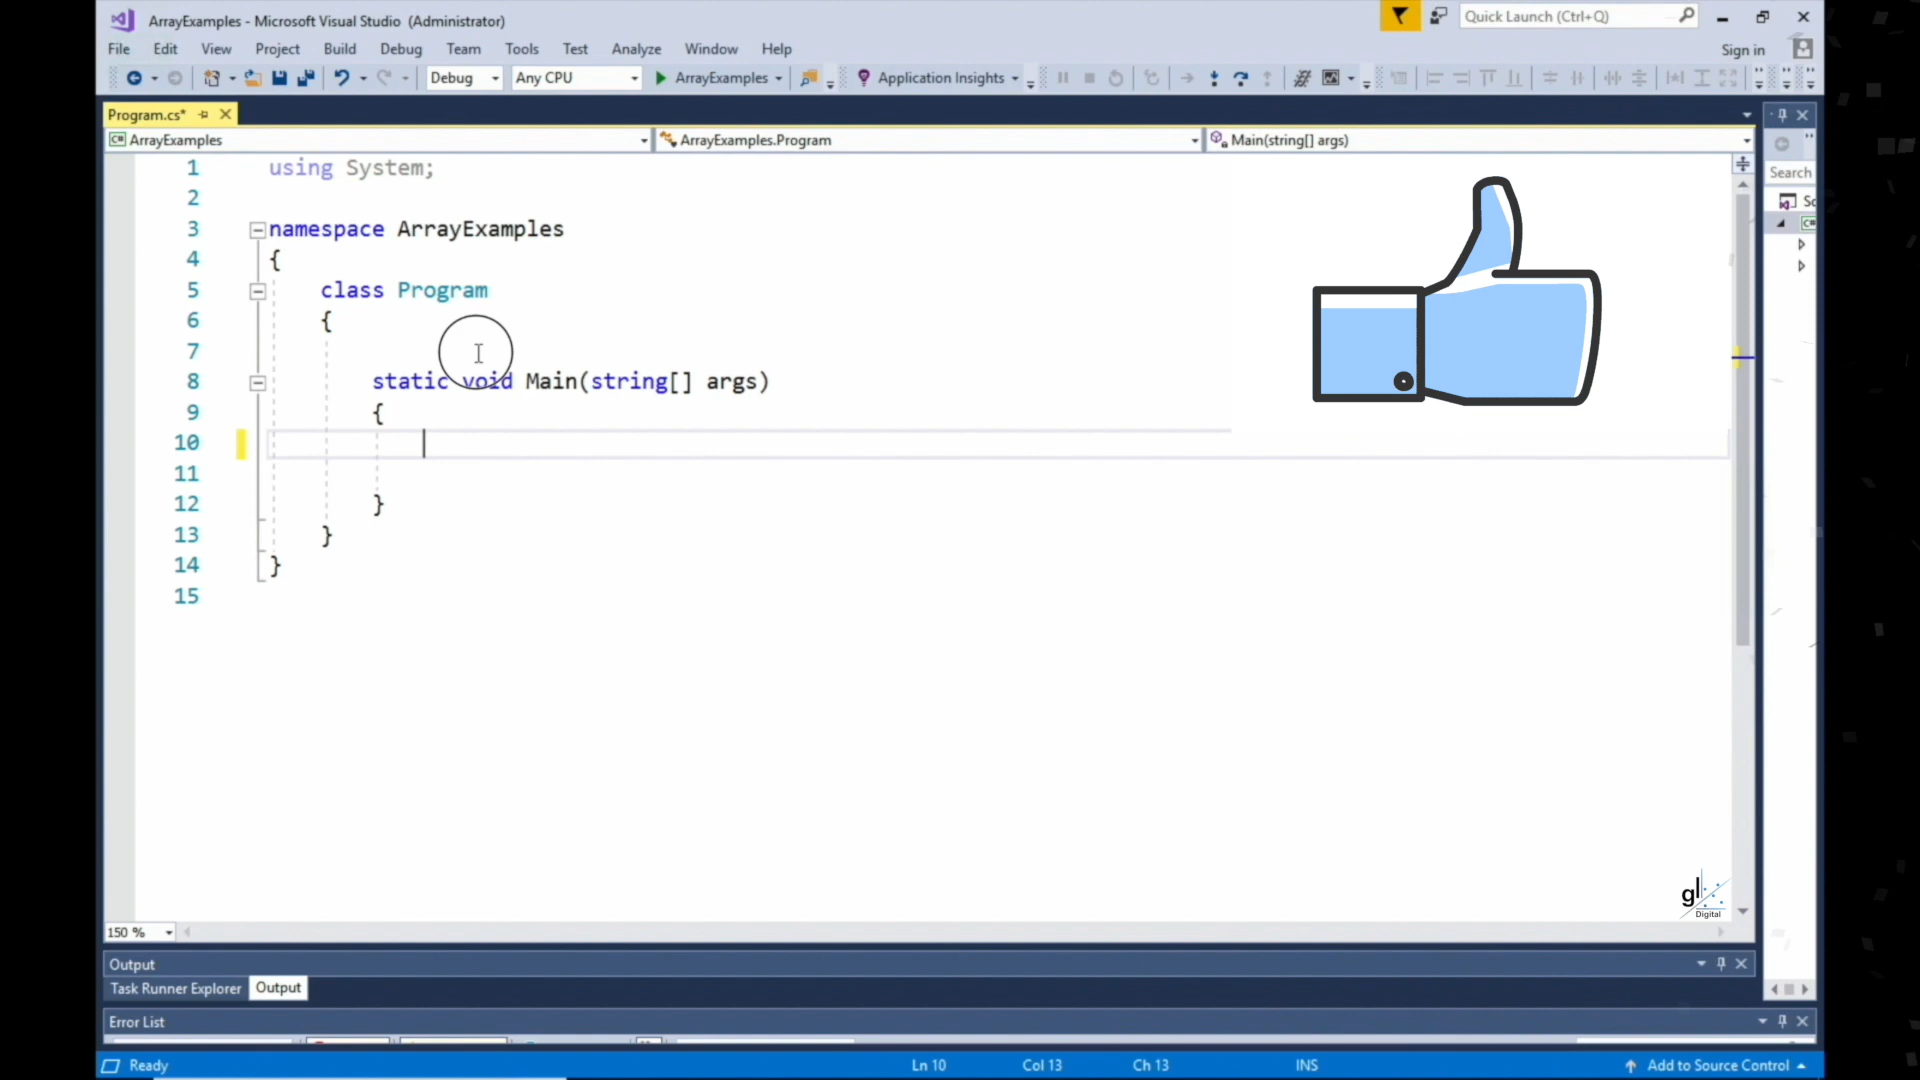 ArrayExamples - Microsoft Visual Studio (Administrator)
Quick Launch (Ctrl+Q)
File Edit View Project Build Debug Team Tools Test Analyze Window Help
Sign in
Debug Any CPU ArrayExamples Application Insights
Program.cs*
C# ArrayExamples ArrayExamples.Program Main(string[] args)
Search
1 using System;
2
3 namespace ArrayExamples
4 {
5 class Program
6 {
7
8 static void Main(string[] args)
9 {
10
11
12 }
13 }
14 }
15
gl
Digital
150 %
Output
Task Runner Explorer Output
Error List
Ready Ln 10 Col 13 Ch 13 INS Add to Source Control